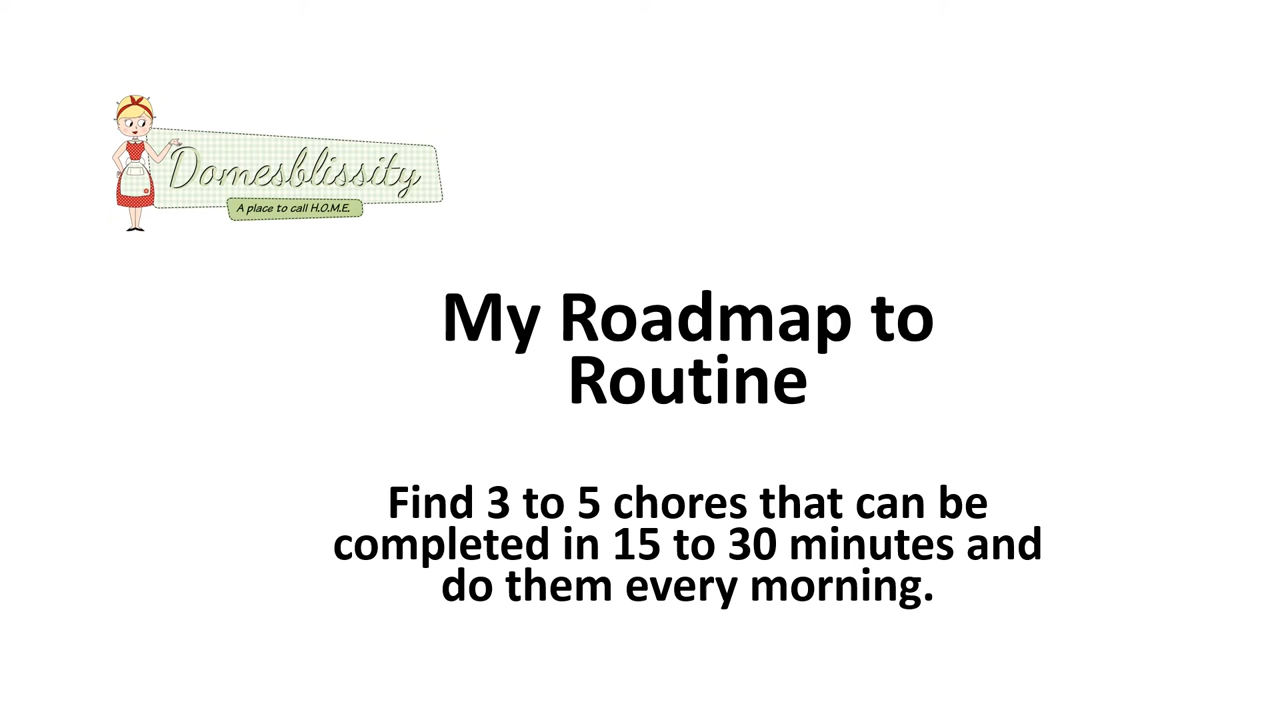 Domesblissity
A place to call H.O.M.E.
My Roadmap to
Routine
Find 3 to 5 chores that can be
completed in 15 to 30 minutes and
do them every morning.